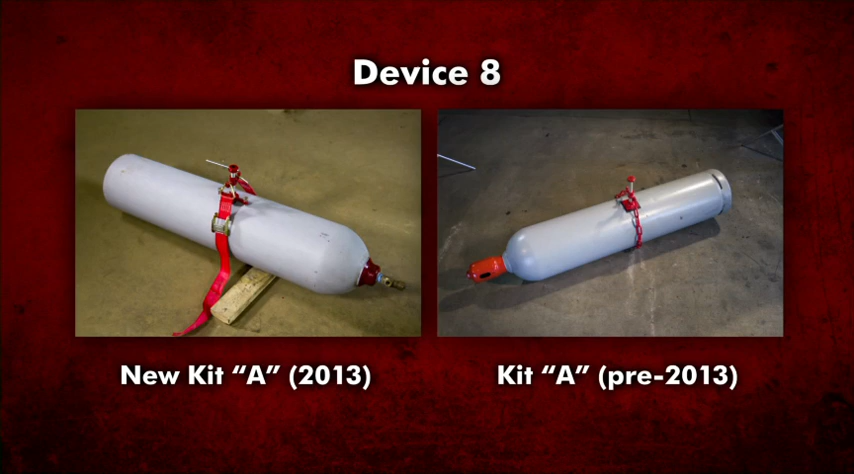 Device 8
New Kit “A” (2013)
Kit “A” (pre-2013)